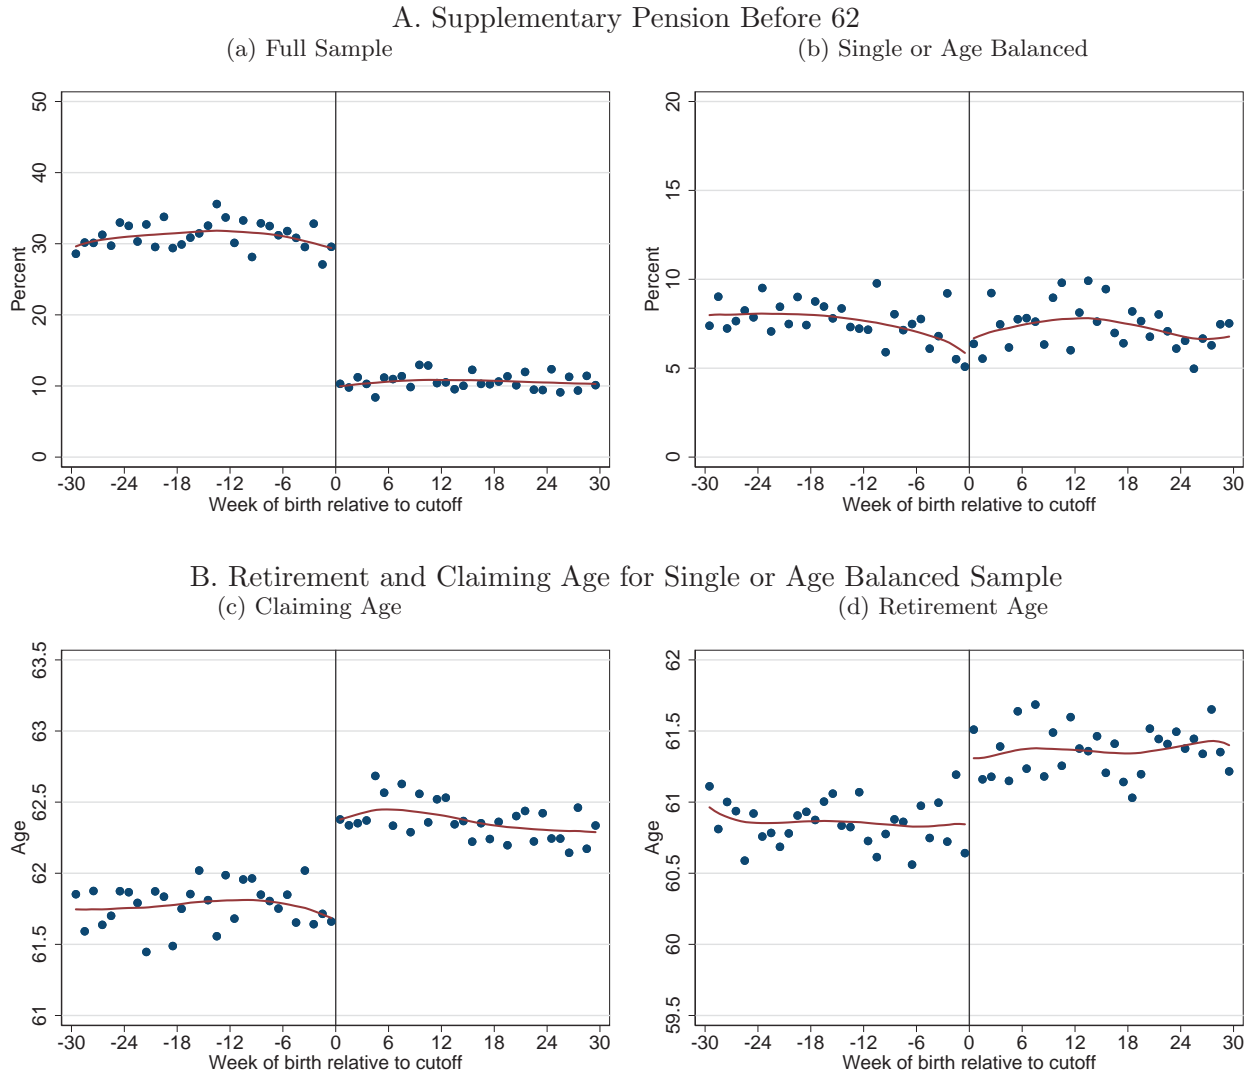 A. Supplementary Pension Before 62
(a) Full Sample
(b) Single or Age Balanced
Percent
50
40
30
20
10
0
-30 -24 -18 -12 -6 0 6 12 18 24 30
Week of birth relative to cutoff
Percent
20
15
10
5
0
-30 -24 -18 -12 -6 0 6 12 18 24 30
Week of birth relative to cutoff
B. Retirement and Claiming Age for Single or Age Balanced Sample
(c) Claiming Age
(d) Retirement Age
Age
63.5
63
62.5
62
61.5
61
-30 -24 -18 -12 -6 0 6 12 18 24 30
Week of birth relative to cutoff
Age
62
61.5
61
60.5
60
59.5
-30 -24 -18 -12 -6 0 6 12 18 24 30
Week of birth relative to cutoff